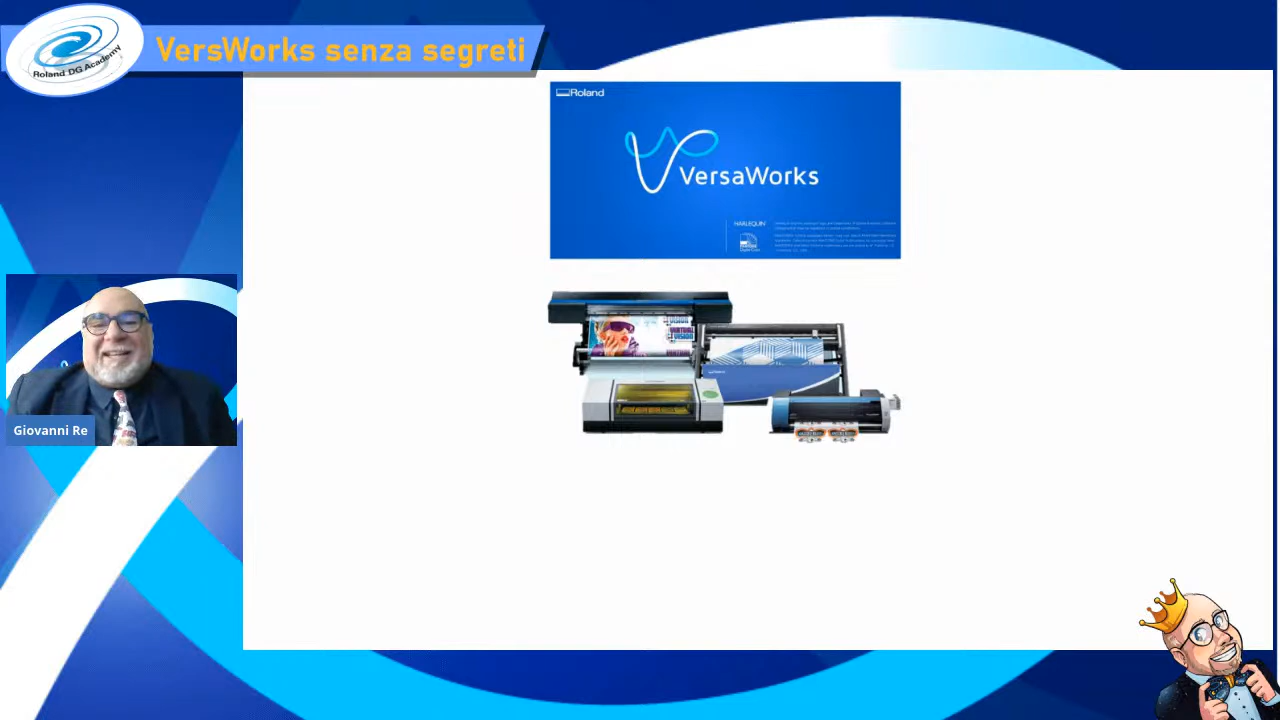 Roland DG Academy
VersWorks senza segreti
Roland
VersaWorks
HARLEQUIN
Giovanni Re